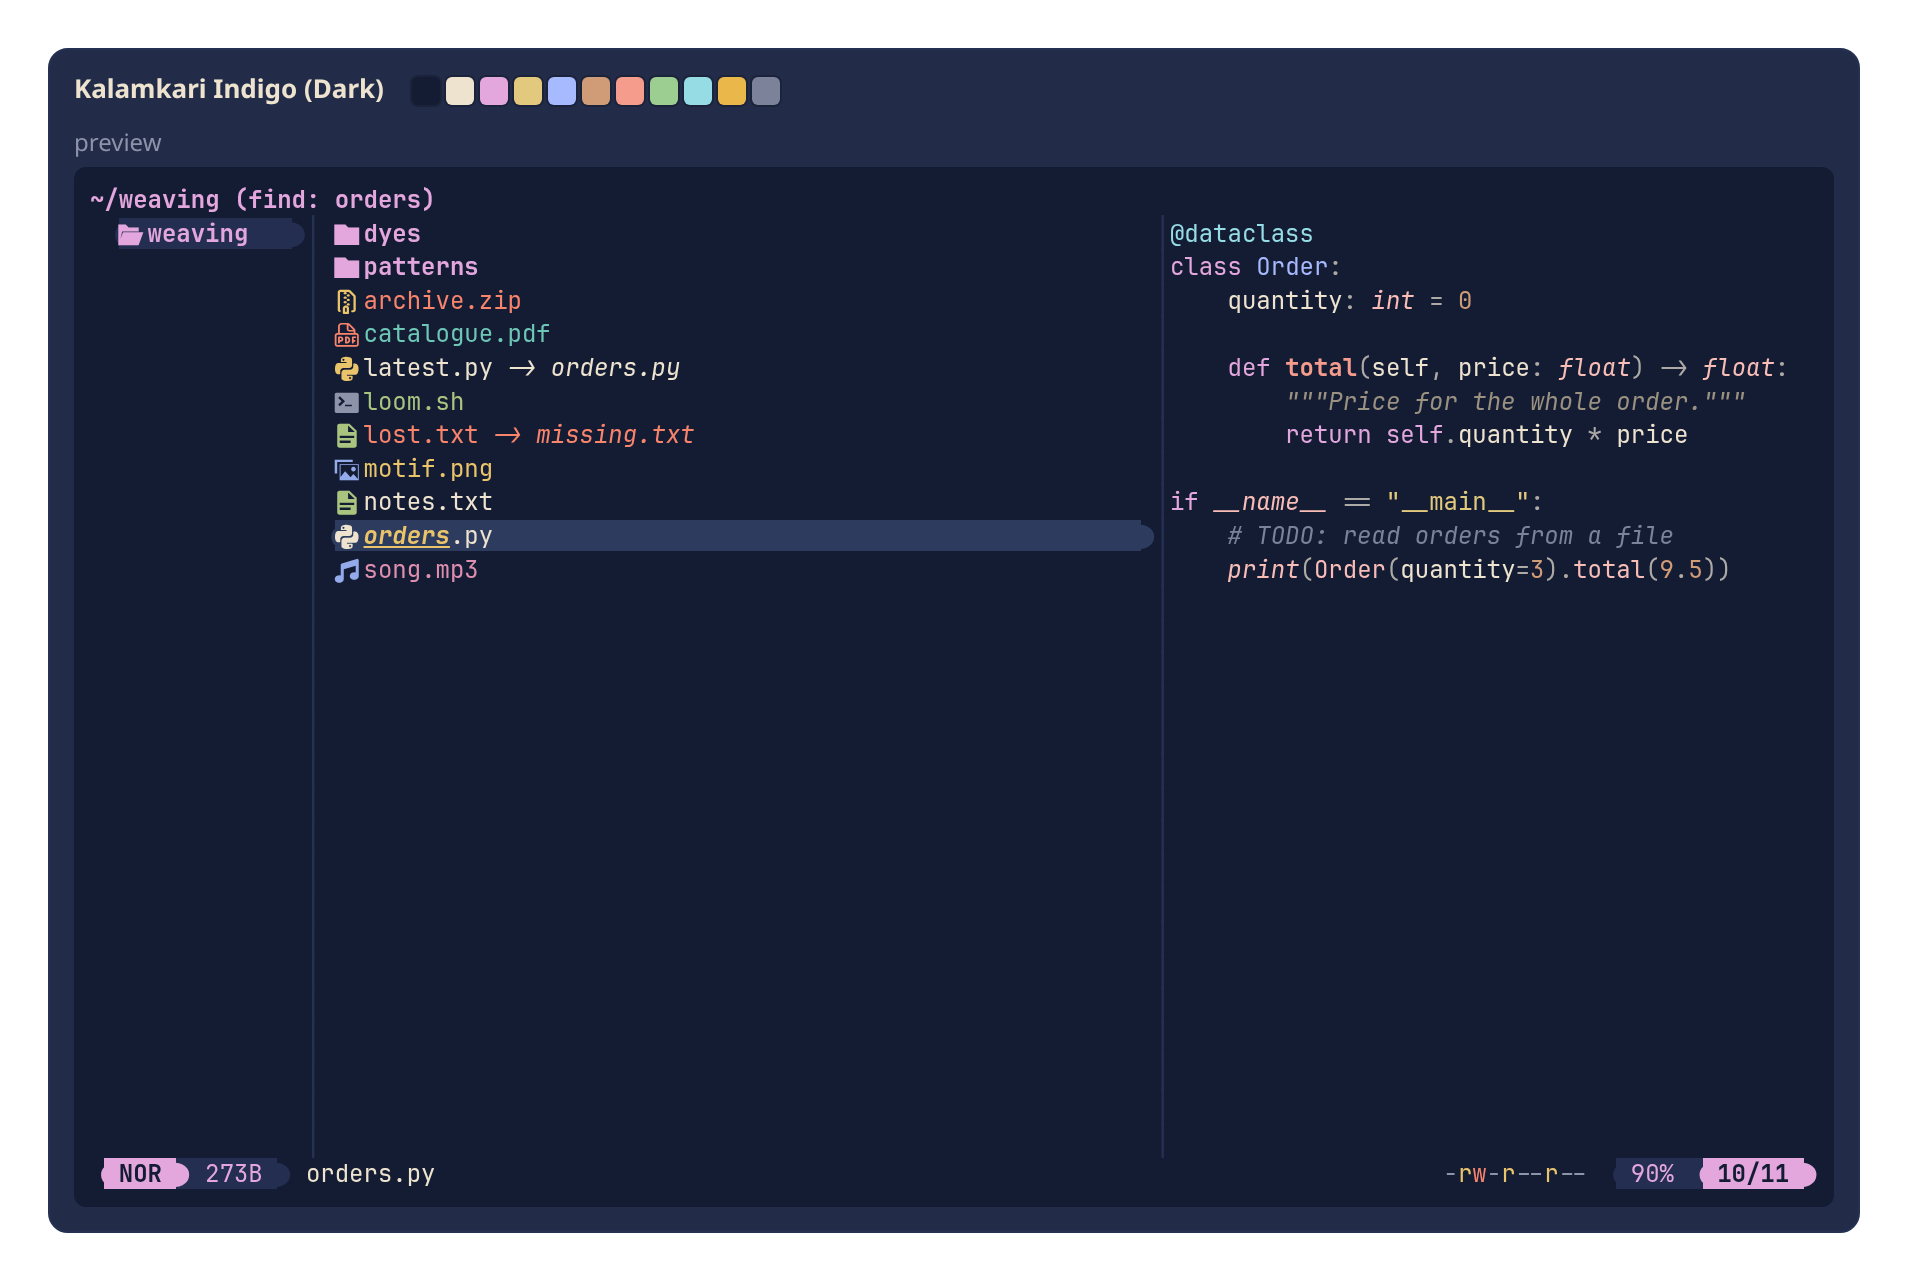 Kalamkari Indigo (Dark)
preview
~/weaving (find: orders)
weaving
dyes
patterns
archive.zip
catalogue.pdf
latest.py -> orders.py
loom.sh
lost.txt -> missing.txt
motif.png
notes.txt
orders.py
song.mp3
@dataclass
class Order:
    quantity: int = 0
    def total(self, price: float) -> float:
        """Price for the whole order."""
        return self.quantity * price
if __name__ == "__main__":
    # TODO: read orders from a file
    print(Order(quantity=3).total(9.5))
NOR 273B orders.py
-rw-r--r-- 90% 10/11